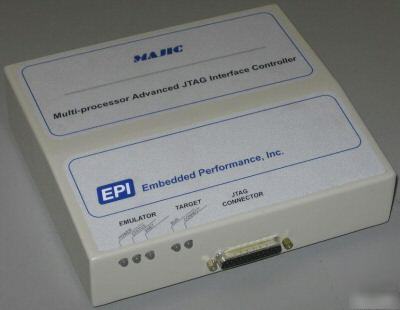 MAJIC
Multi-processor Advanced JTAG Interface Controller
EPI Embedded Performance, Inc.
EMULATOR TARGET JTAG
CONNECTOR